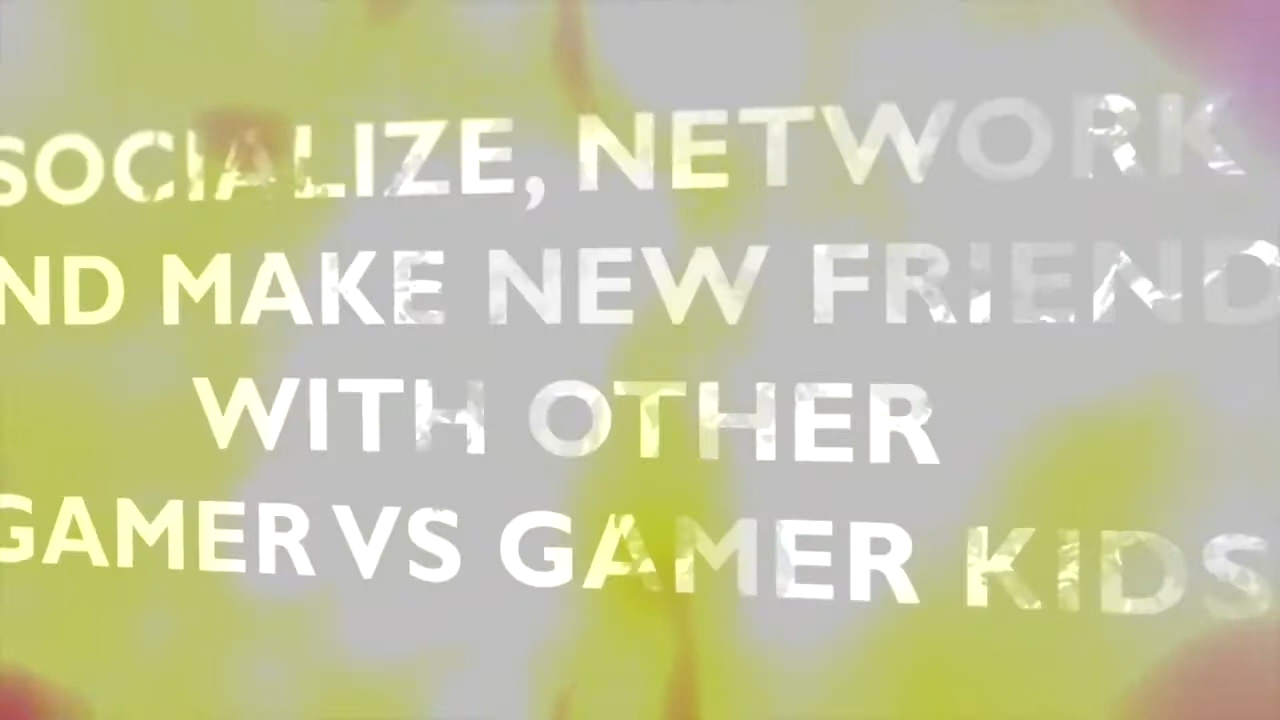 SOCIALIZE, NETWORK
ND MAKE NEW FRIEND
WITH OTHER
GAMER VS GAMER KIDS